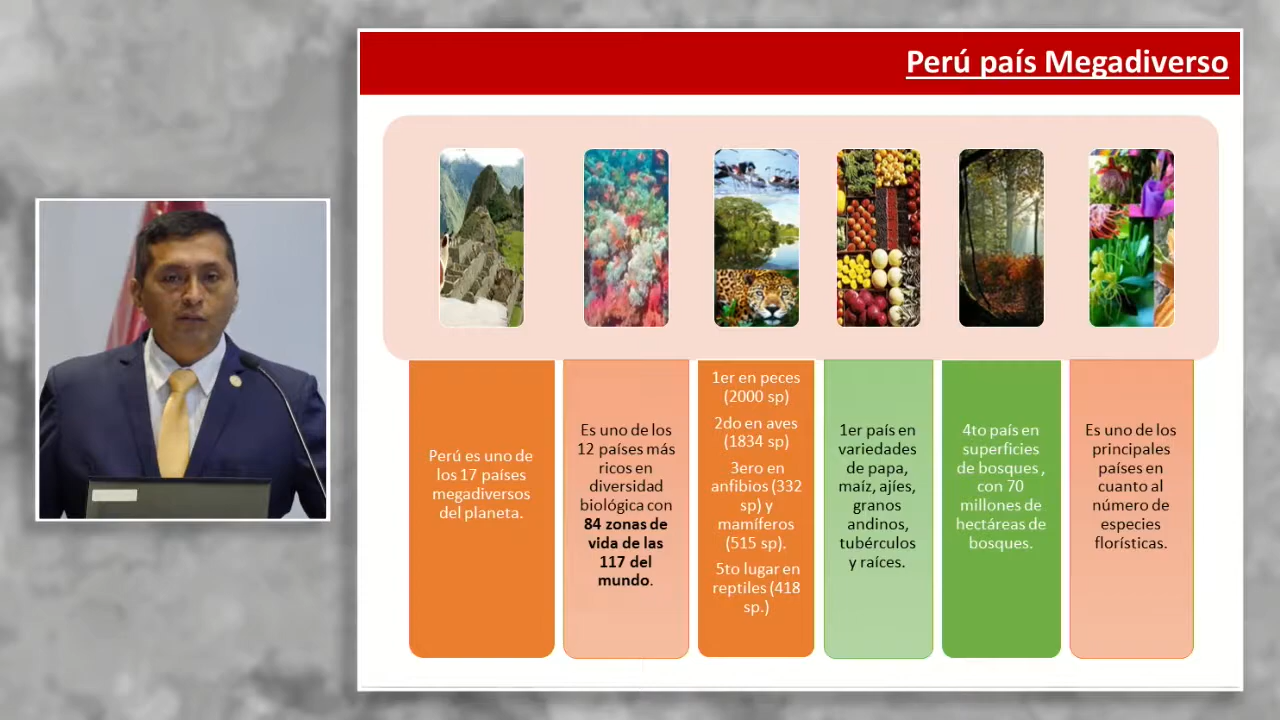 Perú país Megadiverso
Perú es uno de
los 17 países
megadiversos
del planeta.
Es uno de los
12 países más
ricos en
diversidad
biológica con
84 zonas de
vida de las
117 del
mundo.
1er en peces
(2000 sp)
2do en aves
(1834 sp)
3ero en
anfibios (332
sp) y
mamíferos
(515 sp).
5to lugar en
reptiles (418
sp.)
1er país en
variedades
de papa,
maíz, ajíes,
granos
andinos,
tubérculos
y raíces.
4to país en
superficies
de bosques ,
con 70
millones de
hectáreas de
bosques.
Es uno de los
principales
países en
cuanto al
número de
especies
florísticas.